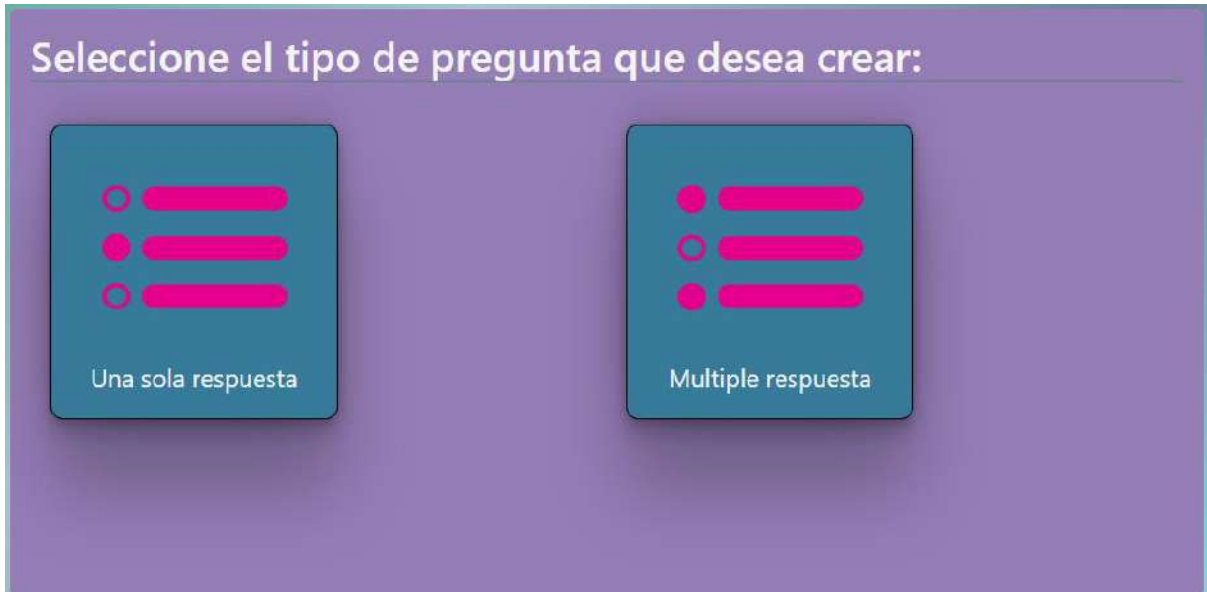 Seleccione el tipo de pregunta que desea crear:
Una sola respuesta
Multiple respuesta